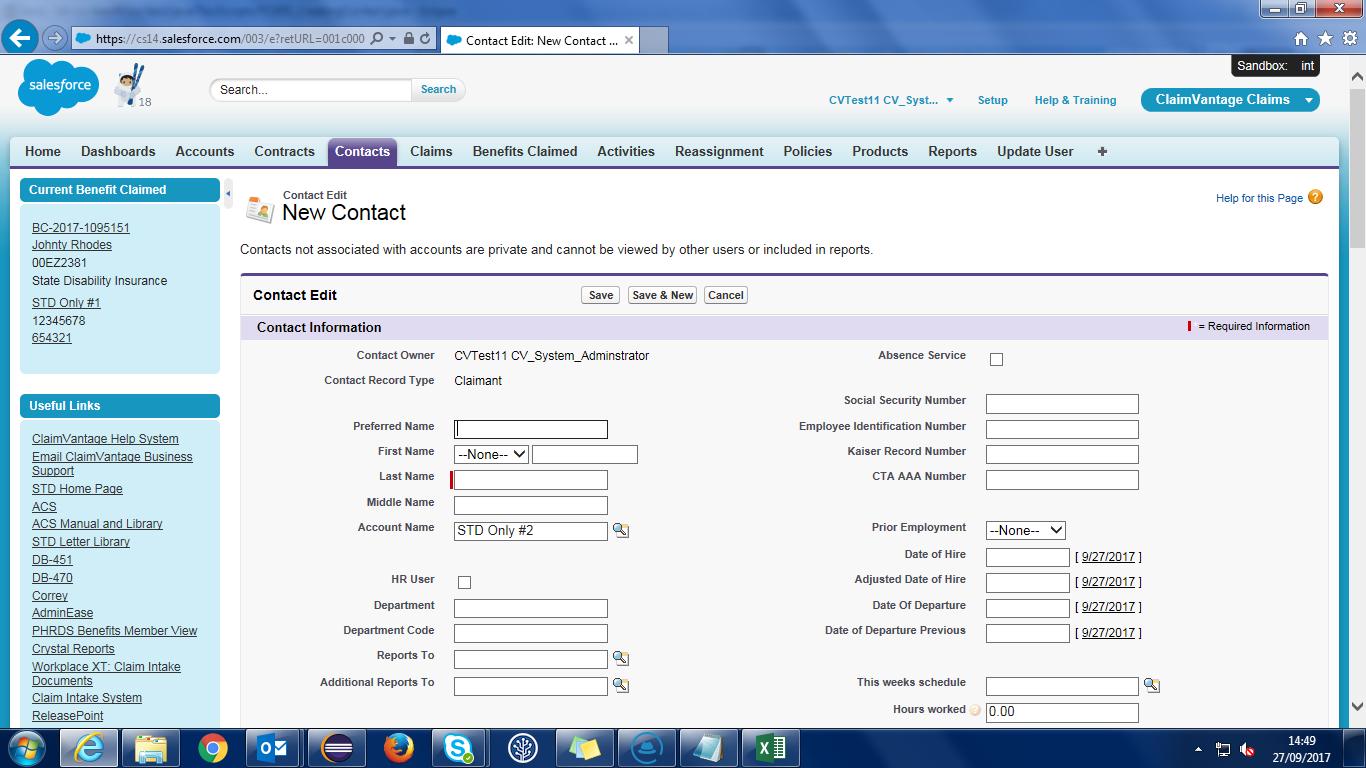 https://cs14.salesforce.com/003/e?retURL=001c000
Contact Edit: New Contact ...
Sandbox: int
salesforce
18
Search...
Search
CVTest11 CV_Syst...
Setup
Help & Training
ClaimVantage Claims
Home Dashboards Accounts Contracts Contacts Claims Benefits Claimed Activities Reassignment Policies Products Reports Update User +
Current Benefit Claimed
BC-2017-1095151
Johnty Rhodes
00EZ2381
State Disability Insurance
STD Only #1
12345678
654321
Useful Links
ClaimVantage Help System
Email ClaimVantage Business
Support
STD Home Page
ACS
ACS Manual and Library
STD Letter Library
DB-451
DB-470
Correy
AdminEase
PHRDS Benefits Member View
Crystal Reports
Workplace XT: Claim Intake
Documents
Claim Intake System
ReleasePoint
Contact Edit
New Contact
Help for this Page
Contacts not associated with accounts are private and cannot be viewed by other users or included in reports.
Contact Edit
Save
Save & New
Cancel
Contact Information
= Required Information
Contact Owner CVTest11 CV_System_Adminstrator
Absence Service
Contact Record Type Claimant
Social Security Number
Preferred Name
Employee Identification Number
First Name --None--
Kaiser Record Number
Last Name
CTA AAA Number
Middle Name
Account Name STD Only #2
Prior Employment --None--
Date of Hire [ 9/27/2017 ]
HR User
Adjusted Date of Hire [ 9/27/2017 ]
Department
Date Of Departure [ 9/27/2017 ]
Department Code
Date of Departure Previous [ 9/27/2017 ]
Reports To
Additional Reports To
This weeks schedule
Hours worked 0.00
14:49
27/09/2017